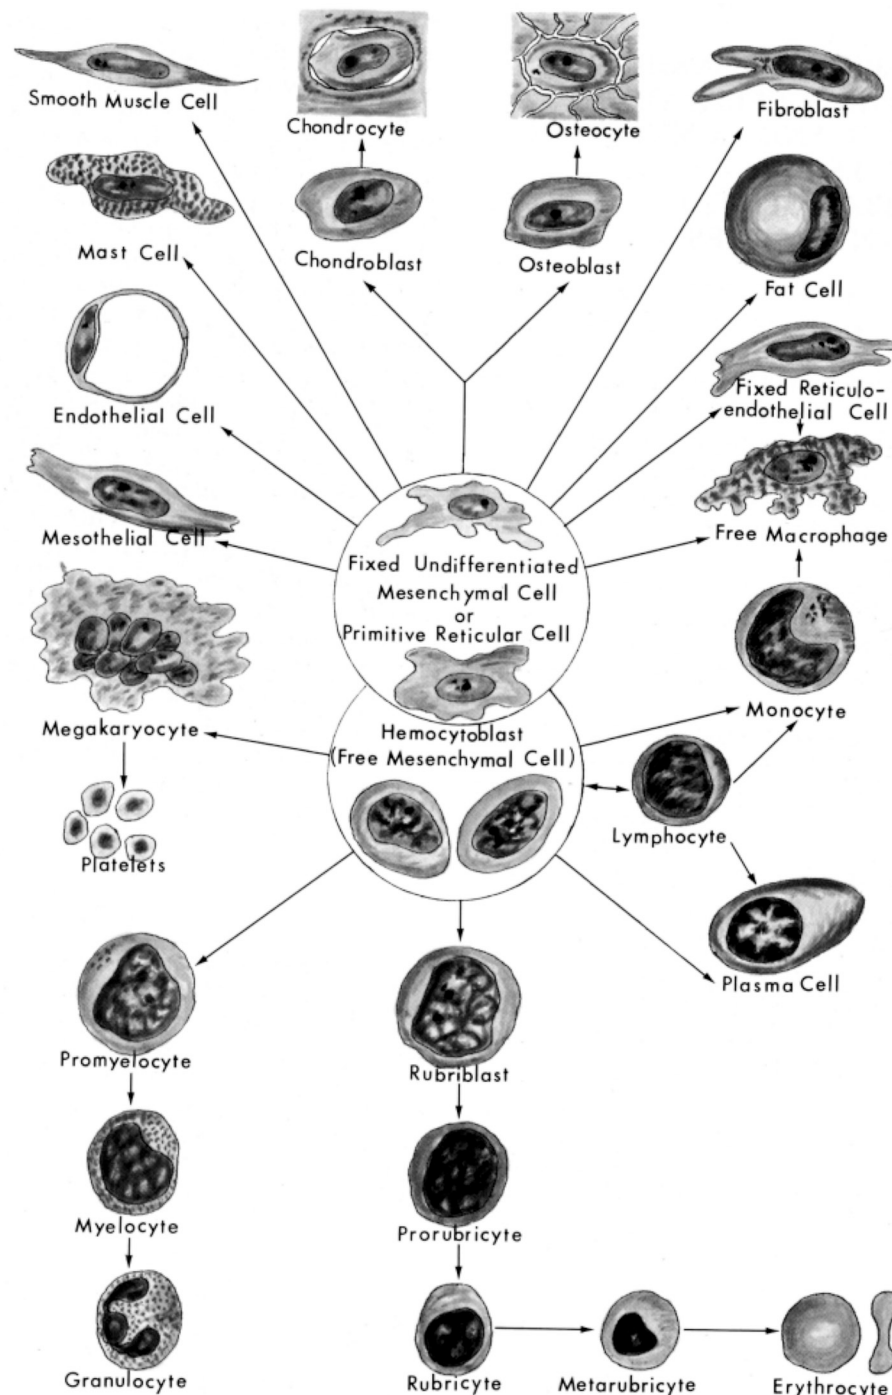 Smooth Muscle Cell
Chondrocyte
Osteocyte
Fibroblast
Mast Cell
Chondroblast
Osteoblast
Fat Cell
Endothelial Cell
Fixed Reticulo-
endothelial Cell
Mesothelial Cell
Free Macrophage
Fixed Undifferentiated
Mesenchymal Cell
or
Primitive Reticular Cell
Megakaryocyte
Hemocytoblast
(Free Mesenchymal Cell)
Monocyte
Lymphocyte
Platelets
Plasma Cell
Promyelocyte
Rubriblast
Myelocyte
Prorubricyte
Granulocyte
Rubricyte
Metarubricyte
Erythrocyte